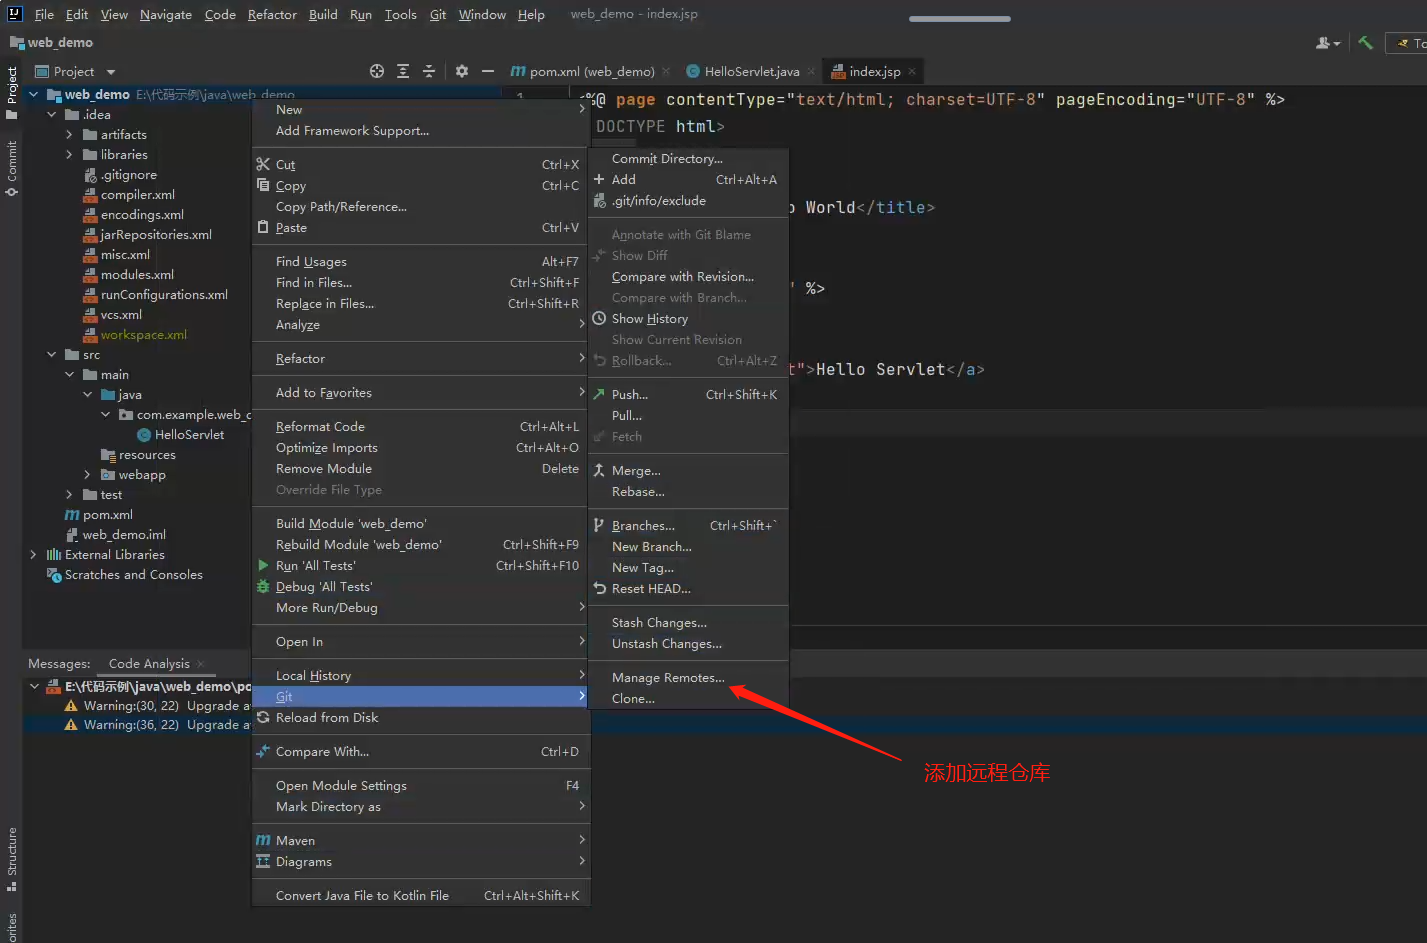 File Edit View Navigate Code Refactor Build Run Tools Git Window Help web_demo - index.jsp
web_demo
Project
pom.xml (web_demo)
HelloServlet.java
index.jsp
Project
Commit
Structure
web_demo E:\代码示例\java\web_demo
.idea
artifacts
libraries
.gitignore
compiler.xml
encodings.xml
jarRepositories.xml
misc.xml
modules.xml
runConfigurations.xml
vcs.xml
workspace.xml
src
main
java
com.example.web_d
HelloServlet
resources
webapp
test
pom.xml
web_demo.iml
External Libraries
Scratches and Consoles
New
Add Framework Support...
Cut Ctrl+X
Copy Ctrl+C
Copy Path/Reference...
Paste Ctrl+V
Find Usages Alt+F7
Find in Files... Ctrl+Shift+F
Replace in Files... Ctrl+Shift+R
Analyze
Refactor
Add to Favorites
Reformat Code Ctrl+Alt+L
Optimize Imports Ctrl+Alt+O
Remove Module Delete
Override File Type
Build Module 'web_demo'
Rebuild Module 'web_demo' Ctrl+Shift+F9
Run 'All Tests' Ctrl+Shift+F10
Debug 'All Tests'
More Run/Debug
Open In
Local History
Git
Reload from Disk
Compare With... Ctrl+D
Open Module Settings F4
Mark Directory as
Maven
Diagrams
Convert Java File to Kotlin File Ctrl+Alt+Shift+K
Commit Directory...
Add Ctrl+Alt+A
.git/info/exclude
Annotate with Git Blame
Show Diff
Compare with Revision...
Compare with Branch...
Show History
Show Current Revision
Rollback... Ctrl+Alt+Z
Push... Ctrl+Shift+K
Pull...
Fetch
Merge...
Rebase...
Branches... Ctrl+Shift+`
New Branch...
New Tag...
Reset HEAD...
Stash Changes...
Unstash Changes...
Manage Remotes...
Clone...
%@ page contentType="text/html; charset=UTF-8" pageEncoding="UTF-8" %>
DOCTYPE html>
World</title>
%>
t">Hello Servlet</a>
添加远程仓库
Messages: Code Analysis
E:\代码示例\java\web_demo\po
Warning:(30, 22) Upgrade a
Warning:(36, 22) Upgrade a